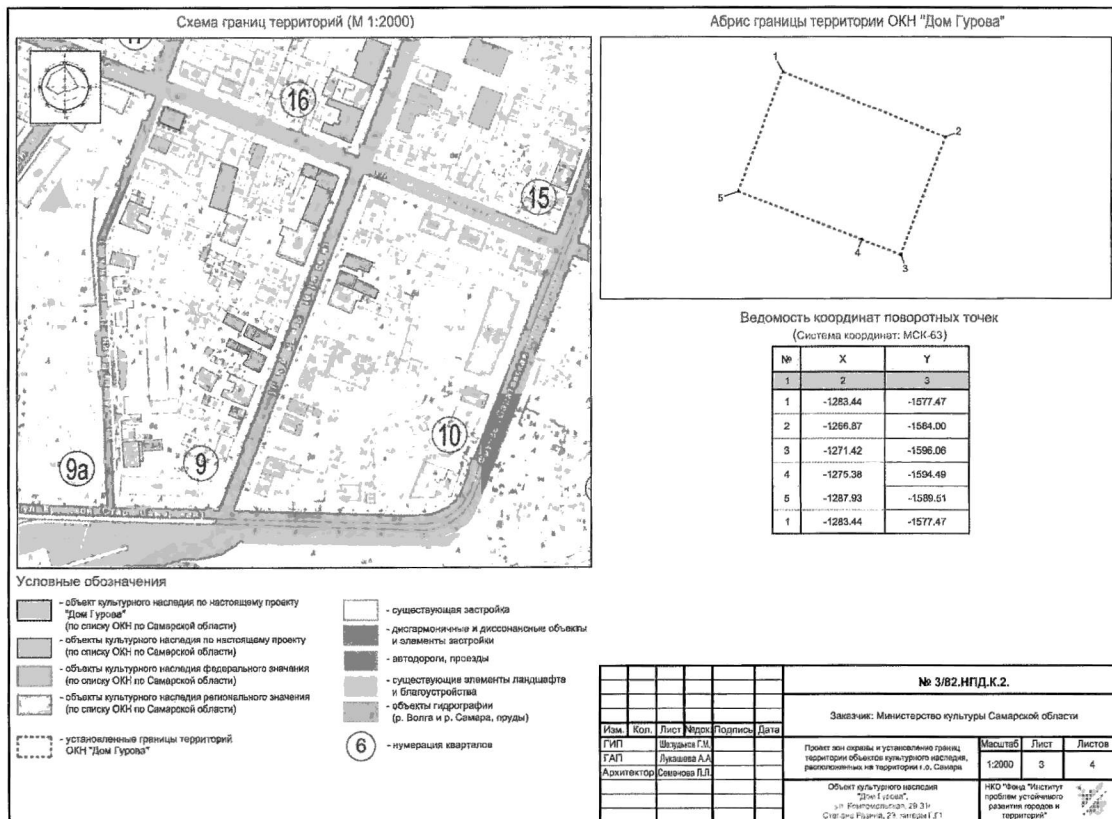 Схема границ территорий (М 1:2000)
Абрис границы территории ОКН "Дом Гурова"
16
15
10
9
9а
1
2
3
4
5
Ведомость координат поворотных точек
(Система координат: МСК-63)
№ X Y
1 2 3
1 -1283.44 -1577.47
2 -1266.87 -1584.00
3 -1271.42 -1596.06
4 -1275.38 -1594.49
5 -1287.93 -1589.51
1 -1283.44 -1577.47
Условные обозначения
- объект культурного наследия по настоящему проекту
"Дом Гурова"
(по списку ОКН по Самарской области)
- объекты культурного наследия по настоящему проекту
(по списку ОКН по Самарской области)
- объекты культурного наследия федерального значения
(по списку ОКН по Самарской области)
- объекты культурного наследия регионального значения
(по списку ОКН по Самарской области)
- установленные границы территорий
ОКН "Дом Гурова"
- существующая застройка
- дисгармоничные и диссонансные объекты
и элементы застройки
- автодороги, проезды
- существующие элементы ландшафта
и благоустройства
- объекты гидрографии
(р. Волга и р. Самара, пруды)
6 - нумерация кварталов
№ 3/82.НПД.К.2.
Заказчик: Министерство культуры Самарской области
Изм. Кол. Лист №док Подпись Дата
ГИП
ГАП Лукашева А.А
Архитектор Семенова П.П.
Проект зон охраны и установление границ
территории объектов культурного наследия,
расположенных на территории г.о. Самара
Масштаб Лист Листов
1:2000 3 4
Объект культурного наследия
"Дом Гурова",
ул. Комсомольская, 29 31/
Степана Разина, 23, литеры Г,Г1
НКО "Фонд "Институт
проблем устойчивого
развития городов и
территорий"